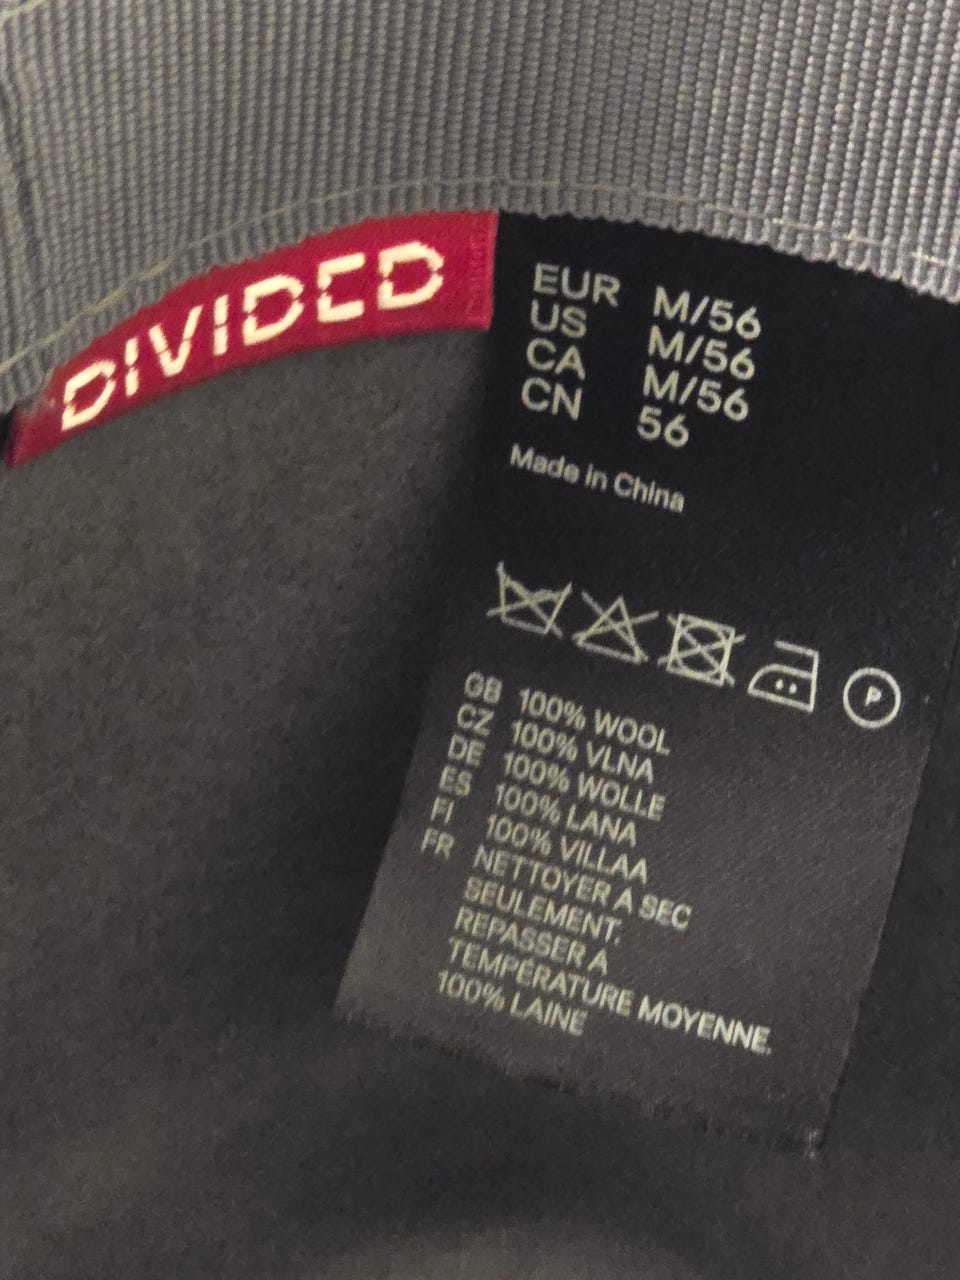 DIVIDED
EUR M/56
US M/56
CA M/56
CN 56
Made in China
P
GB 100% WOOL
CZ 100% VLNA
DE 100% WOLLE
ES 100% LANA
FI 100% VILLAA
FR NETTOYER A SEC
SEULEMENT.
REPASSER A
TEMPÉRATURE MOYENNE.
100% LAINE